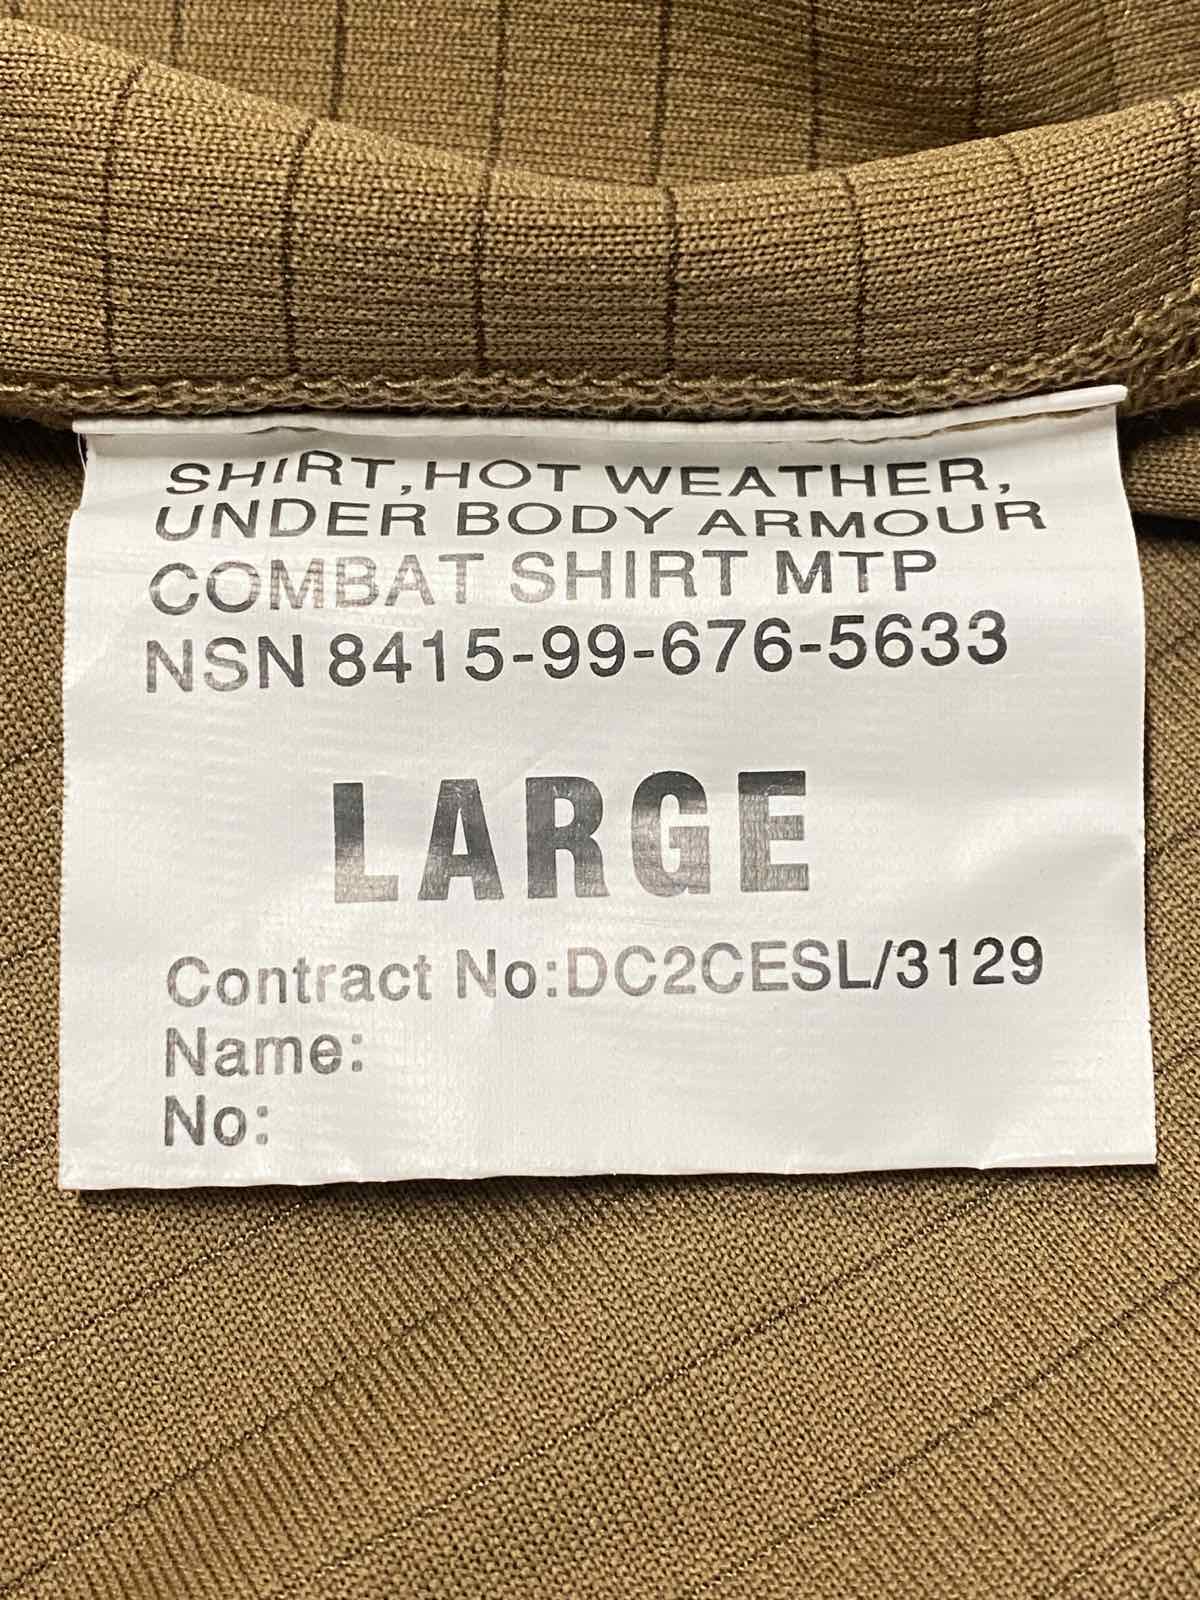 SHIRT,HOT WEATHER,
UNDER BODY ARMOUR
COMBAT SHIRT MTP
NSN 8415-99-676-5633
LARGE
Contract No:DC2CESL/3129
Name:
No: